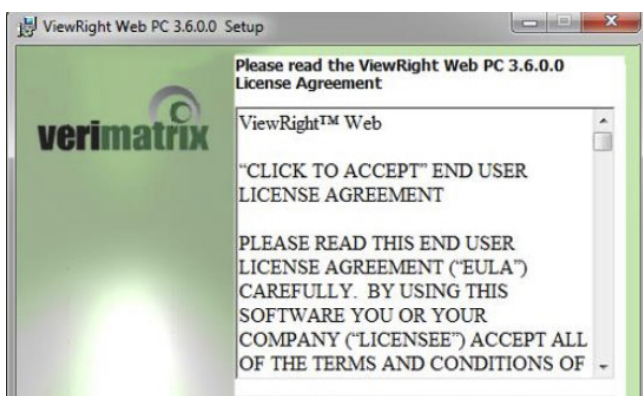 ViewRight Web PC 3.6.0.0 Setup
Please read the ViewRight Web PC 3.6.0.0
License Agreement
verimatrix
ViewRight™ Web
“CLICK TO ACCEPT” END USER
LICENSE AGREEMENT
PLEASE READ THIS END USER
LICENSE AGREEMENT (“EULA”)
CAREFULLY. BY USING THIS
SOFTWARE YOU OR YOUR
COMPANY (“LICENSEE”) ACCEPT ALL
OF THE TERMS AND CONDITIONS OF